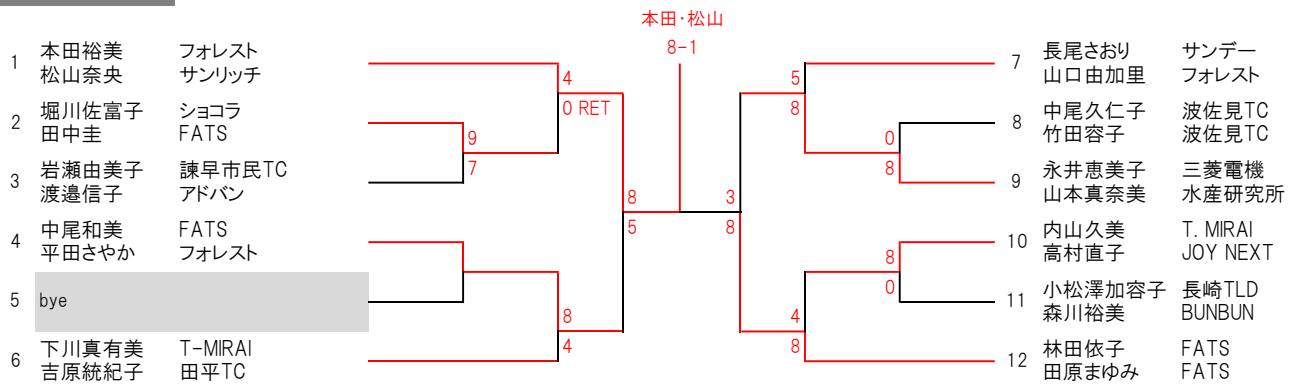 本田・松山
8-1
1 本田裕美 フォレスト
松山奈央 サンリッチ
2 堀川佐富子 ショコラ
田中圭 FATS
3 岩瀬由美子 諫早市民TC
渡邉信子 アドバン
4 中尾和美 FATS
平田さやか フォレスト
5 bye
6 下川真有美 T-MIRAI
吉原統紀子 田平TC
9
7
4
0 RET
8
4
8
5
3
8
5
8
4
8
0
8
8
0
7 長尾さおり サンデー
山口由加里 フォレスト
8 中尾久仁子 波佐見TC
竹田容子 波佐見TC
9 永井恵美子 三菱電機
山本真奈美 水産研究所
10 内山久美 T. MIRAI
高村直子 JOY NEXT
11 小松澤加容子 長崎TLD
森川裕美 BUNBUN
12 林田依子 FATS
田原まゆみ FATS